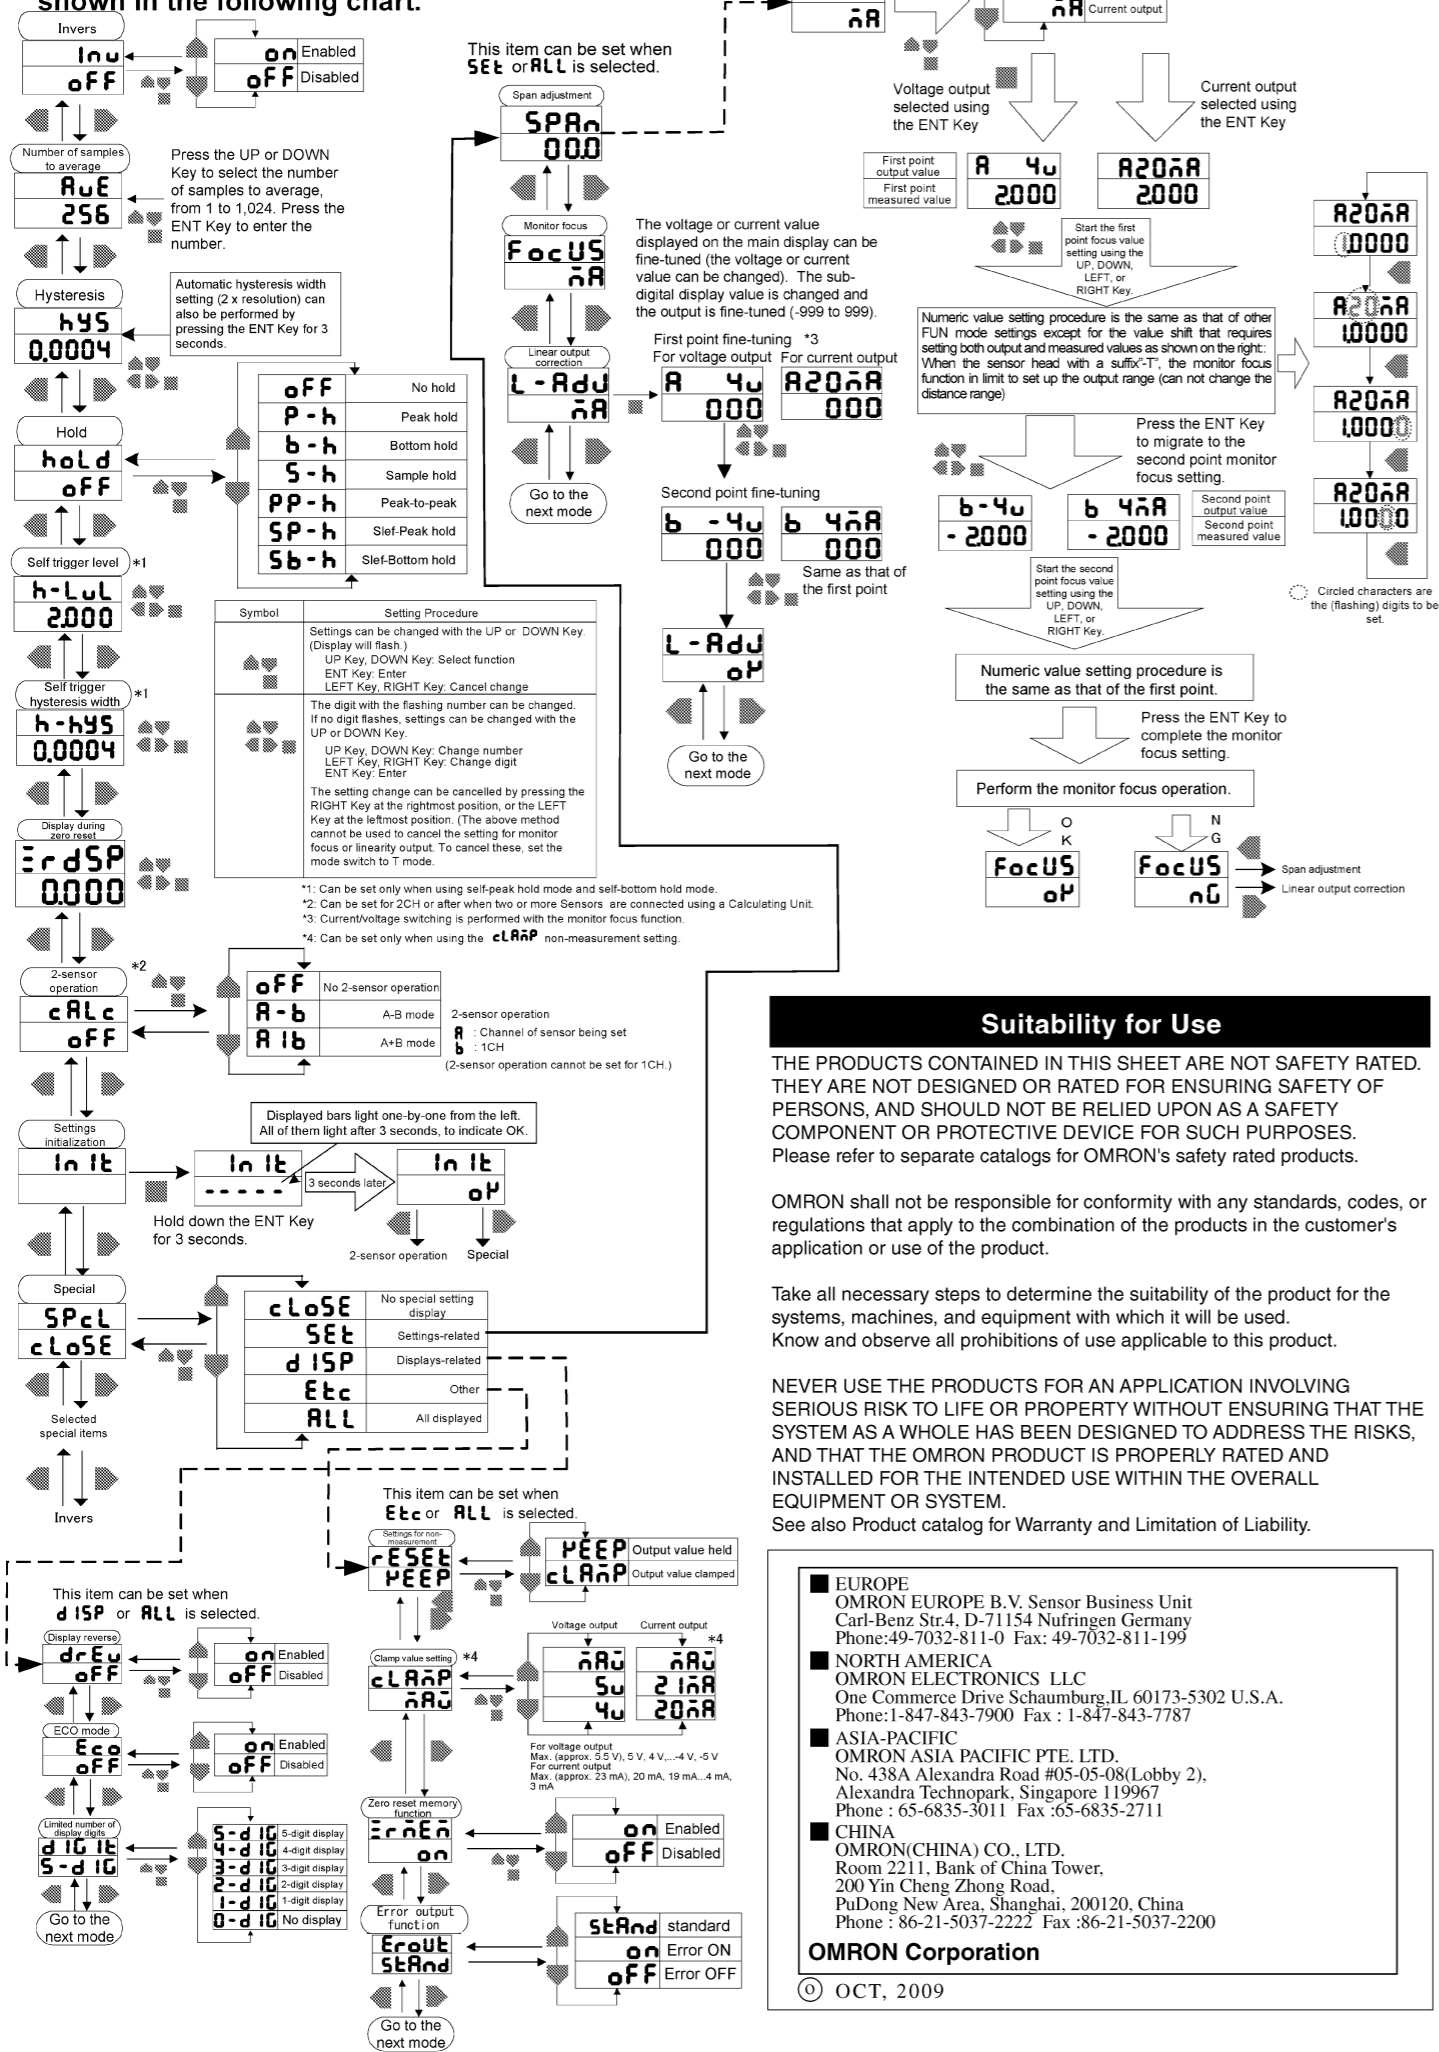 shown in the following chart.
Invers
Inv
oFF
on Enabled
oFF Disabled
Number of samples
to average
AvE
256
Press the UP or DOWN
Key to select the number
of samples to average,
from 1 to 1,024. Press the
ENT Key to enter the
number.
Hysteresis
hYS
0.0004
Automatic hysteresis width
setting (2 x resolution) can
also be performed by
pressing the ENT Key for 3
seconds.
Hold
hoLd
oFF
oFF No hold
P-h Peak hold
b-h Bottom hold
S-h Sample hold
PP-h Peak-to-peak
SP-h Slef-Peak hold
Sb-h Slef-Bottom hold
Self trigger level *1
h-LvL
2.000
Self trigger
hysteresis width *1
h-hYS
0.0004
Display during
zero reset
rdSP
0.000
Symbol Setting Procedure
Settings can be changed with the UP or DOWN Key.
(Display will flash.)
UP Key, DOWN Key: Select function
ENT Key: Enter
LEFT Key, RIGHT Key: Cancel change
The digit with the flashing number can be changed.
If no digit flashes, settings can be changed with the
UP or DOWN Key.
UP Key, DOWN Key: Change number
LEFT Key, RIGHT Key: Change digit
ENT Key: Enter
The setting change can be cancelled by pressing the
RIGHT Key at the rightmost position, or the LEFT
Key at the leftmost position. (The above method
cannot be used to cancel the setting for monitor
focus or linearity output. To cancel these, set the
mode switch to T mode.
*1: Can be set only when using self-peak hold mode and self-bottom hold mode.
*2: Can be set for 2CH or after when two or more Sensors are connected using a Calculating Unit.
*3: Current/voltage switching is performed with the monitor focus function.
*4: Can be set only when using the cLAmP non-measurement setting.
2-sensor
operation *2
cALc
oFF
oFF No 2-sensor operation
A-b A-B mode
A1b A+B mode
2-sensor operation
A : Channel of sensor being set
b : 1CH
(2-sensor operation cannot be set for 1CH.)
Settings
initialization
InIt
Displayed bars light one-by-one from the left.
All of them light after 3 seconds, to indicate OK.
InIt
-----
3 seconds later
InIt
oK
Hold down the ENT Key
for 3 seconds.
2-sensor operation Special
Special
SPcL
cLoSE
cLoSE No special setting
display
SEt Settings-related
dISP Displays-related
Etc Other
ALL All displayed
Selected
special items
Invers
This item can be set when
dISP or ALL is selected.
Display reverse
drEv
oFF
on Enabled
oFF Disabled
ECO mode
Eco
oFF
on Enabled
oFF Disabled
Limited number of
display digits
dIGIt
5-dIG
5-dIG 5-digit display
4-dIG 4-digit display
3-dIG 3-digit display
2-dIG 2-digit display
1-dIG 1-digit display
0-dIG No display
Go to the
next mode
This item can be set when
Etc or ALL is selected.
Settings for non-
measurement
rESEt
KEEP
KEEP Output value held
cLAmP Output value clamped
Clamp value setting *4
cLAmP
mAv
Voltage output Current output
*4
mAv mAv
5v 21mA
4v 20mA
For voltage output
Max. (approx. 5.5 V), 5 V, 4 V,...-4 V, -5 V
For current output
Max. (approx. 23 mA), 20 mA, 19 mA...4 mA,
3 mA
Zero reset memory
function
rmEm
on
on Enabled
oFF Disabled
Error output
function
EroUt
StAnd
StAnd standard
on Error ON
oFF Error OFF
Go to the
next mode
This item can be set when
SEt or ALL is selected.
Span adjustment
SPAn
00.0
Monitor focus
FocUS
mA
Linear output
correction
L-AdJ
mA
Go to the
next mode
The voltage or current value
displayed on the main display can be
fine-tuned (the voltage or current
value can be changed). The sub-
digital display value is changed and
the output is fine-tuned (-999 to 999).
First point fine-tuning *3
For voltage output For current output
A 4v A20mA
000 000
Second point fine-tuning
b -4v b 4mA
000 000
Same as that of
the first point
L-AdJ
oK
Go to the
next mode
mA
mA Current output
Voltage output
selected using
the ENT Key
Current output
selected using
the ENT Key
First point
output value
First point
measured value
A 4v A20mA
2.000 2.000
Start the first
point focus value
setting using the
UP, DOWN,
LEFT, or
RIGHT Key.
Numeric value setting procedure is the same as that of other
FUN mode settings except for the value shift that requires
setting both output and measured values as shown on the right::
When the sensor head with a suffix"-T", the monitor focus
function in limit to set up the output range (can not change the
distance range)
A20mA
1.0000
A20mA
1.0000
A20mA
1.0000
A20mA
1.0000
Circled characters are
the (flashing) digits to be
set.
Press the ENT Key
to migrate to the
second point monitor
focus setting.
b-4v b 4mA
-2.000 -2.000
Second point
output value
Second point
measured value
Start the second
point focus value
setting using the
UP, DOWN,
LEFT, or
RIGHT Key.
Numeric value setting procedure is
the same as that of the first point.
Press the ENT Key to
complete the monitor
focus setting.
Perform the monitor focus operation.
O
K
N
G
FocUS
oK
FocUS
nG
Span adjustment
Linear output correction
Suitability for Use
THE PRODUCTS CONTAINED IN THIS SHEET ARE NOT SAFETY RATED.
THEY ARE NOT DESIGNED OR RATED FOR ENSURING SAFETY OF
PERSONS, AND SHOULD NOT BE RELIED UPON AS A SAFETY
COMPONENT OR PROTECTIVE DEVICE FOR SUCH PURPOSES.
Please refer to separate catalogs for OMRON's safety rated products.
OMRON shall not be responsible for conformity with any standards, codes, or
regulations that apply to the combination of the products in the customer's
application or use of the product.
Take all necessary steps to determine the suitability of the product for the
systems, machines, and equipment with which it will be used.
Know and observe all prohibitions of use applicable to this product.
NEVER USE THE PRODUCTS FOR AN APPLICATION INVOLVING
SERIOUS RISK TO LIFE OR PROPERTY WITHOUT ENSURING THAT THE
SYSTEM AS A WHOLE HAS BEEN DESIGNED TO ADDRESS THE RISKS,
AND THAT THE OMRON PRODUCT IS PROPERLY RATED AND
INSTALLED FOR THE INTENDED USE WITHIN THE OVERALL
EQUIPMENT OR SYSTEM.
See also Product catalog for Warranty and Limitation of Liability.
EUROPE
OMRON EUROPE B.V. Sensor Business Unit
Carl-Benz Str.4, D-71154 Nufringen Germany
Phone:49-7032-811-0 Fax: 49-7032-811-199
NORTH AMERICA
OMRON ELECTRONICS LLC
One Commerce Drive Schaumburg,IL 60173-5302 U.S.A.
Phone:1-847-843-7900 Fax : 1-847-843-7787
ASIA-PACIFIC
OMRON ASIA PACIFIC PTE. LTD.
No. 438A Alexandra Road #05-05-08(Lobby 2),
Alexandra Technopark, Singapore 119967
Phone : 65-6835-3011 Fax :65-6835-2711
CHINA
OMRON(CHINA) CO., LTD.
Room 2211, Bank of China Tower,
200 Yin Cheng Zhong Road,
PuDong New Area, Shanghai, 200120, China
Phone : 86-21-5037-2222 Fax :86-21-5037-2200
OMRON Corporation
O OCT, 2009